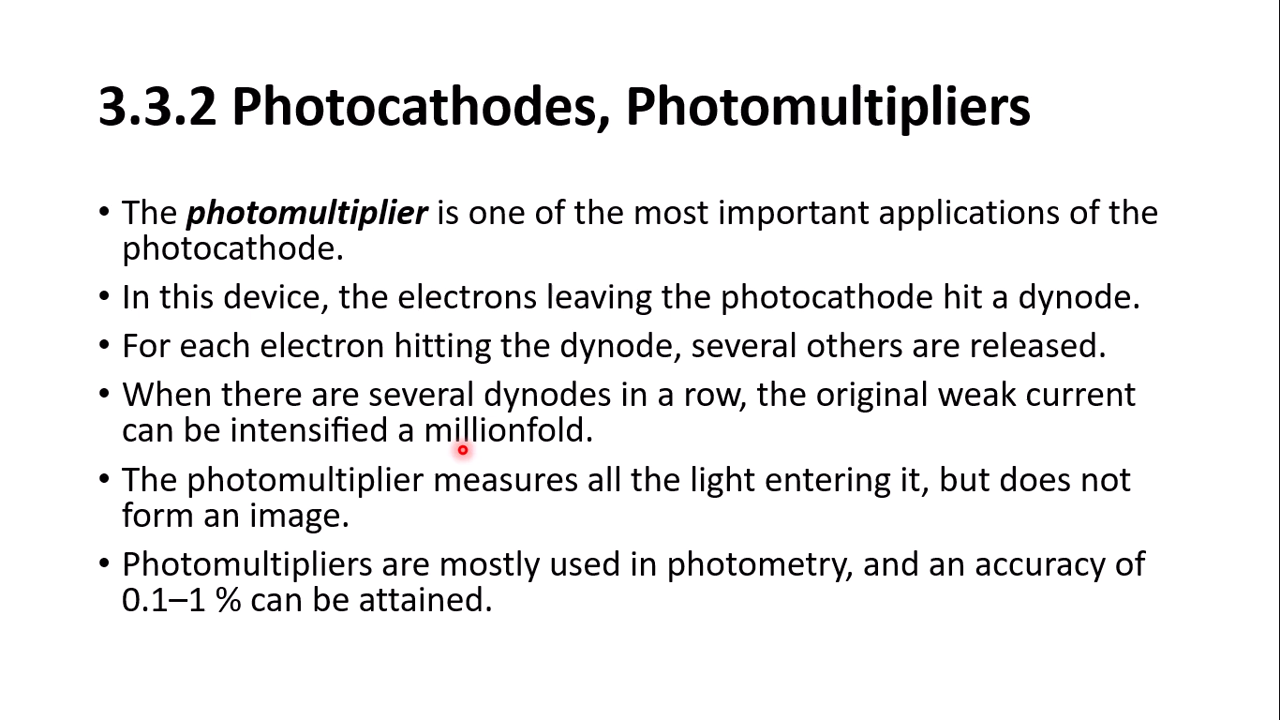 3.3.2 Photocathodes, Photomultipliers
• The photomultiplier is one of the most important applications of the
photocathode.
• In this device, the electrons leaving the photocathode hit a dynode.
• For each electron hitting the dynode, several others are released.
• When there are several dynodes in a row, the original weak current
can be intensified a millionfold.
• The photomultiplier measures all the light entering it, but does not
form an image.
• Photomultipliers are mostly used in photometry, and an accuracy of
0.1–1 % can be attained.